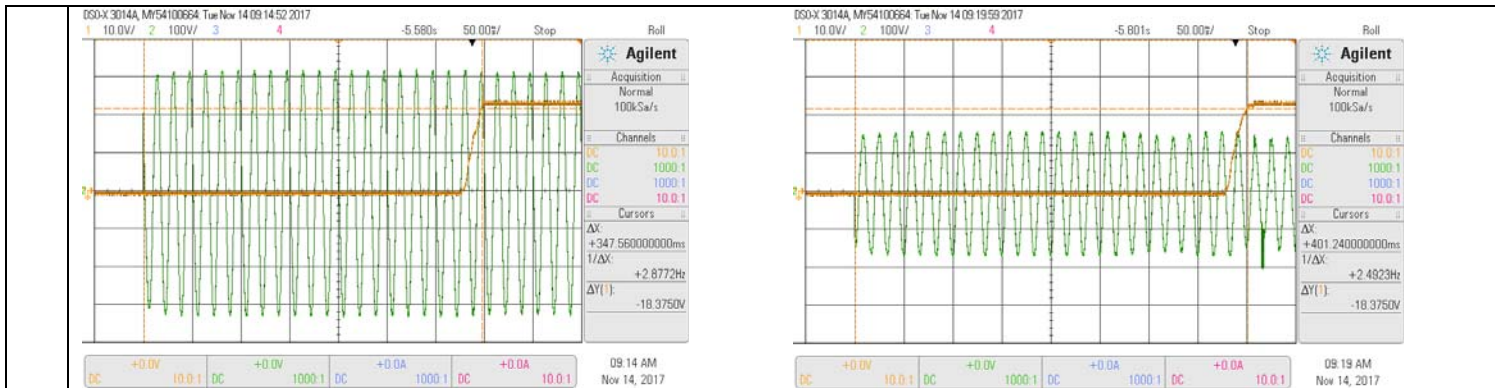 DSO-X 3014A, MY54100664: Tue Nov 14 09:14:52 2017
1 10.0V/ 2 100V/ 3 4 -5.580s 50.00%/ Stop Roll
Agilent
Acquisition
Normal
100kSa/s
Channels
DC 10.0:1
DC 1000:1
DC 1000:1
DC 10.0:1
Cursors
ΔX:
+347.560000000ms
1/ΔX:
+2.8772Hz
ΔY(1):
-18.3750V
+0.0V +0.0V +0.0A +0.0A
DC 10.0:1 DC 1000:1 DC 1000:1 DC 10.0:1
09:14 AM
Nov 14, 2017
DSO-X 3014A, MY54100664: Tue Nov 14 09:19:59 2017
1 10.0V/ 2 100V/ 3 4 -5.801s 50.00%/ Stop Roll
Agilent
Acquisition
Normal
100kSa/s
Channels
DC 10.0:1
DC 1000:1
DC 1000:1
DC 10.0:1
Cursors
ΔX:
+401.240000000ms
1/ΔX:
+2.4923Hz
ΔY(1):
-18.3750V
+0.0V +0.0V +0.0A +0.0A
DC 10.0:1 DC 1000:1 DC 1000:1 DC 10.0:1
09:19 AM
Nov 14, 2017